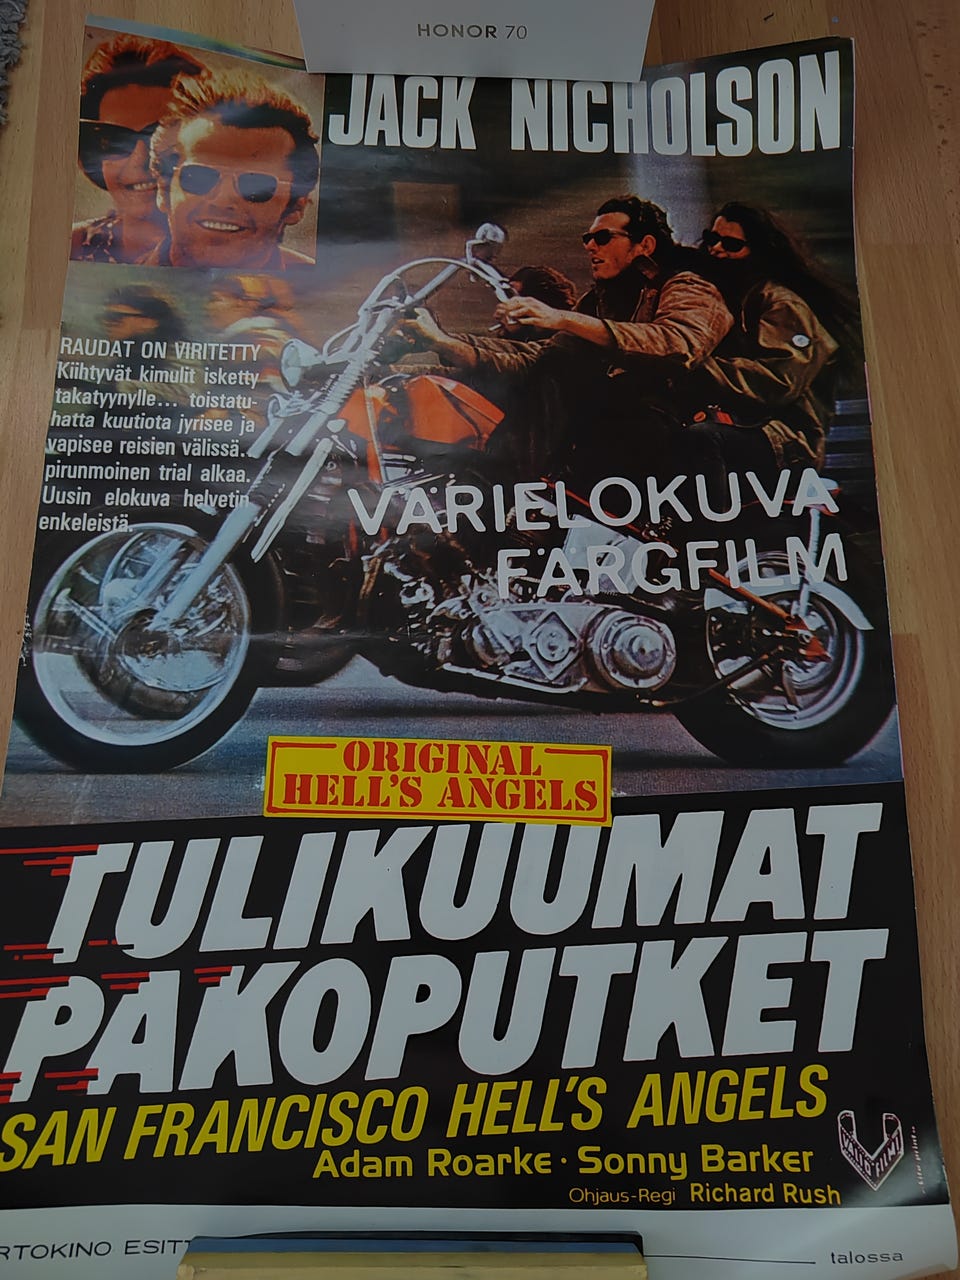 HONOR 70
JACK NICHOLSON
RAUDAT ON VIRITETTY
Kiihtyvät kimulit isketty
takatyynylle... toistatu-
hatta kuutiota jyrisee ja
vapisee reisien välissä..
pirunmoinen trial alkaa.
Uusin elokuva helvetin
enkeleistä.
VÄRIELOKUVA
FÄRGFILM
ORIGINAL
HELL'S ANGELS
TULIKUUMAT
PAKOPUTKET
SAN FRANCISCO HELL'S ANGELS
Adam Roarke · Sonny Barker
Ohjaus-Regi Richard Rush
RTOKINO ESITT
talossa